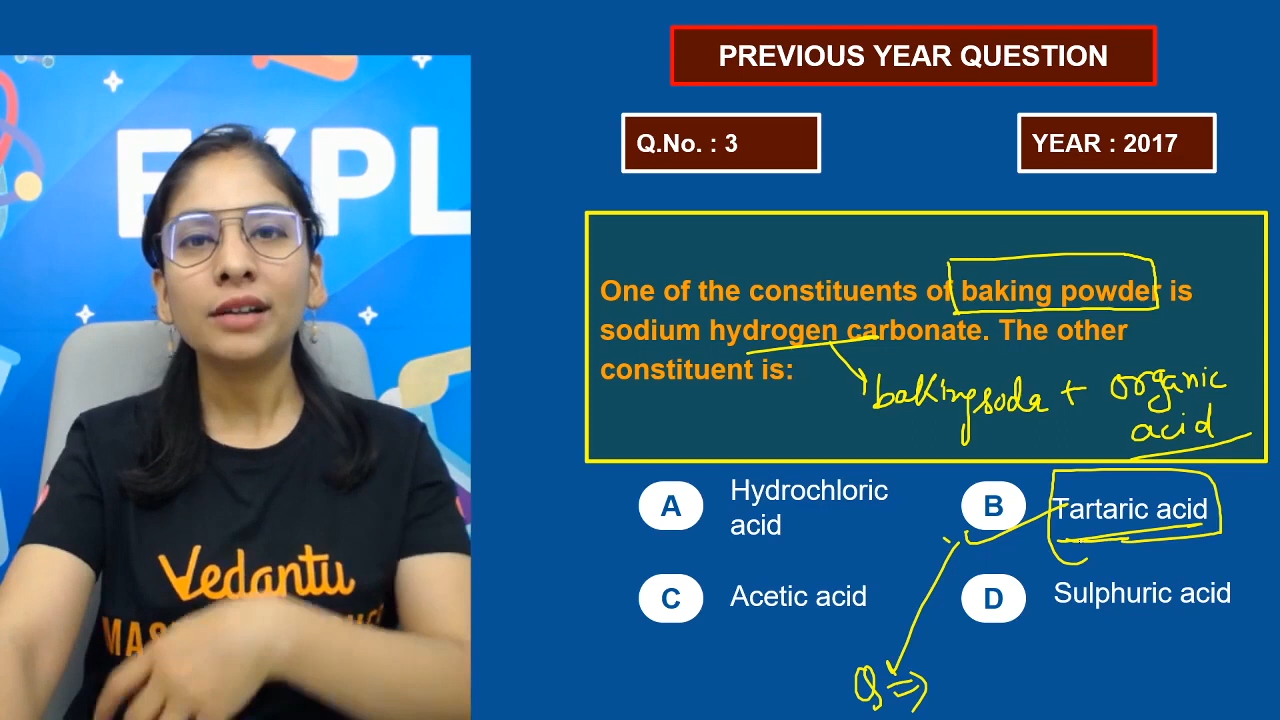 EXPL
Vedantu
PREVIOUS YEAR QUESTION
Q.No. : 3
YEAR : 2017
One of the constituents of baking powder is
sodium hydrogen carbonate. The other
constituent is:
baking soda + organic
acid
A
Hydrochloric
acid
B
Tartaric acid
C
Acetic acid
D
Sulphuric acid
Q ⇒